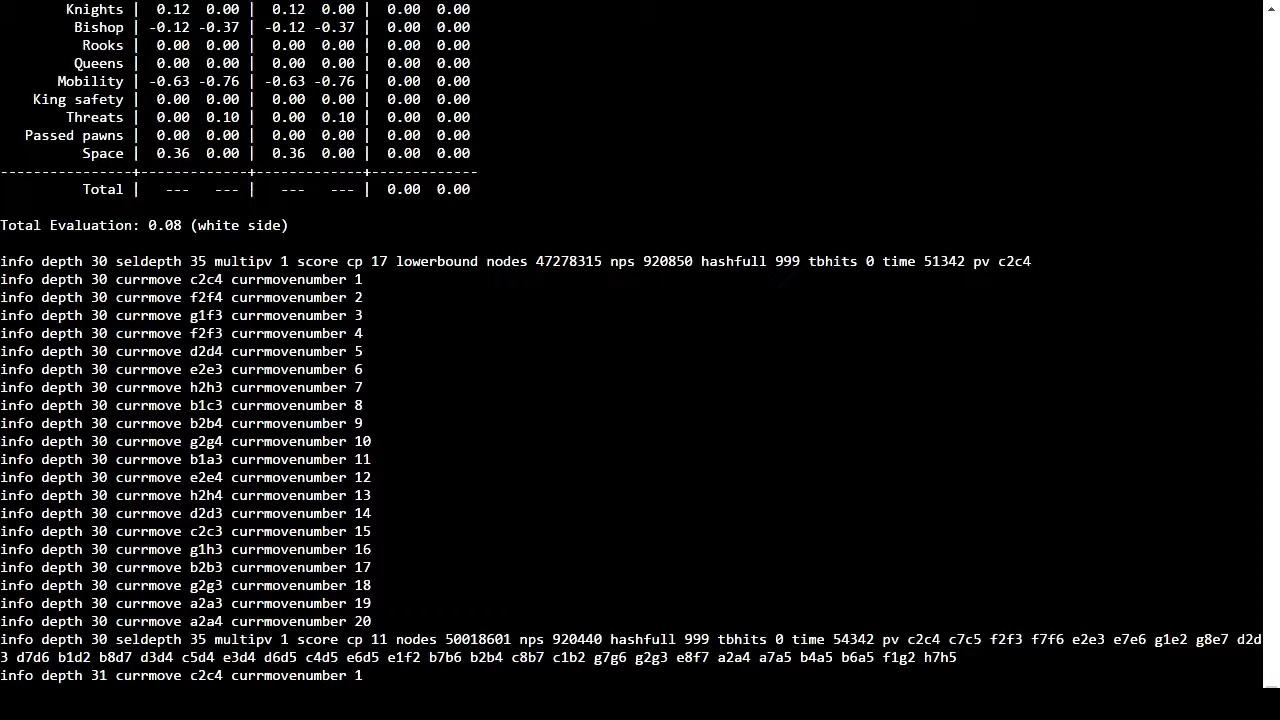 Knights | 0.12 0.00 | 0.12 0.00 | 0.00 0.00
Bishop | -0.12 -0.37 | -0.12 -0.37 | 0.00 0.00
Rooks | 0.00 0.00 | 0.00 0.00 | 0.00 0.00
Queens | 0.00 0.00 | 0.00 0.00 | 0.00 0.00
Mobility | -0.63 -0.76 | -0.63 -0.76 | 0.00 0.00
King safety | 0.00 0.00 | 0.00 0.00 | 0.00 0.00
Threats | 0.00 0.10 | 0.00 0.10 | 0.00 0.00
Passed pawns | 0.00 0.00 | 0.00 0.00 | 0.00 0.00
Space | 0.36 0.00 | 0.36 0.00 | 0.00 0.00
----------------+-------------+-------------+-------------
Total | --- --- | --- --- | 0.00 0.00
Total Evaluation: 0.08 (white side)
info depth 30 seldepth 35 multipv 1 score cp 17 lowerbound nodes 47278315 nps 920850 hashfull 999 tbhits 0 time 51342 pv c2c4
info depth 30 currmove c2c4 currmovenumber 1
info depth 30 currmove f2f4 currmovenumber 2
info depth 30 currmove g1f3 currmovenumber 3
info depth 30 currmove f2f3 currmovenumber 4
info depth 30 currmove d2d4 currmovenumber 5
info depth 30 currmove e2e3 currmovenumber 6
info depth 30 currmove h2h3 currmovenumber 7
info depth 30 currmove b1c3 currmovenumber 8
info depth 30 currmove b2b4 currmovenumber 9
info depth 30 currmove g2g4 currmovenumber 10
info depth 30 currmove b1a3 currmovenumber 11
info depth 30 currmove e2e4 currmovenumber 12
info depth 30 currmove h2h4 currmovenumber 13
info depth 30 currmove d2d3 currmovenumber 14
info depth 30 currmove c2c3 currmovenumber 15
info depth 30 currmove g1h3 currmovenumber 16
info depth 30 currmove b2b3 currmovenumber 17
info depth 30 currmove g2g3 currmovenumber 18
info depth 30 currmove a2a3 currmovenumber 19
info depth 30 currmove a2a4 currmovenumber 20
info depth 30 seldepth 35 multipv 1 score cp 11 nodes 50018601 nps 920440 hashfull 999 tbhits 0 time 54342 pv c2c4 c7c5 f2f3 f7f6 e2e3 e7e6 g1e2 g8e7 d2d
3 d7d6 b1d2 b8d7 d3d4 c5d4 e3d4 d6d5 c4d5 e6d5 e1f2 b7b6 b2b4 c8b7 c1b2 g7g6 g2g3 e8f7 a2a4 a7a5 b4a5 b6a5 f1g2 h7h5
info depth 31 currmove c2c4 currmovenumber 1